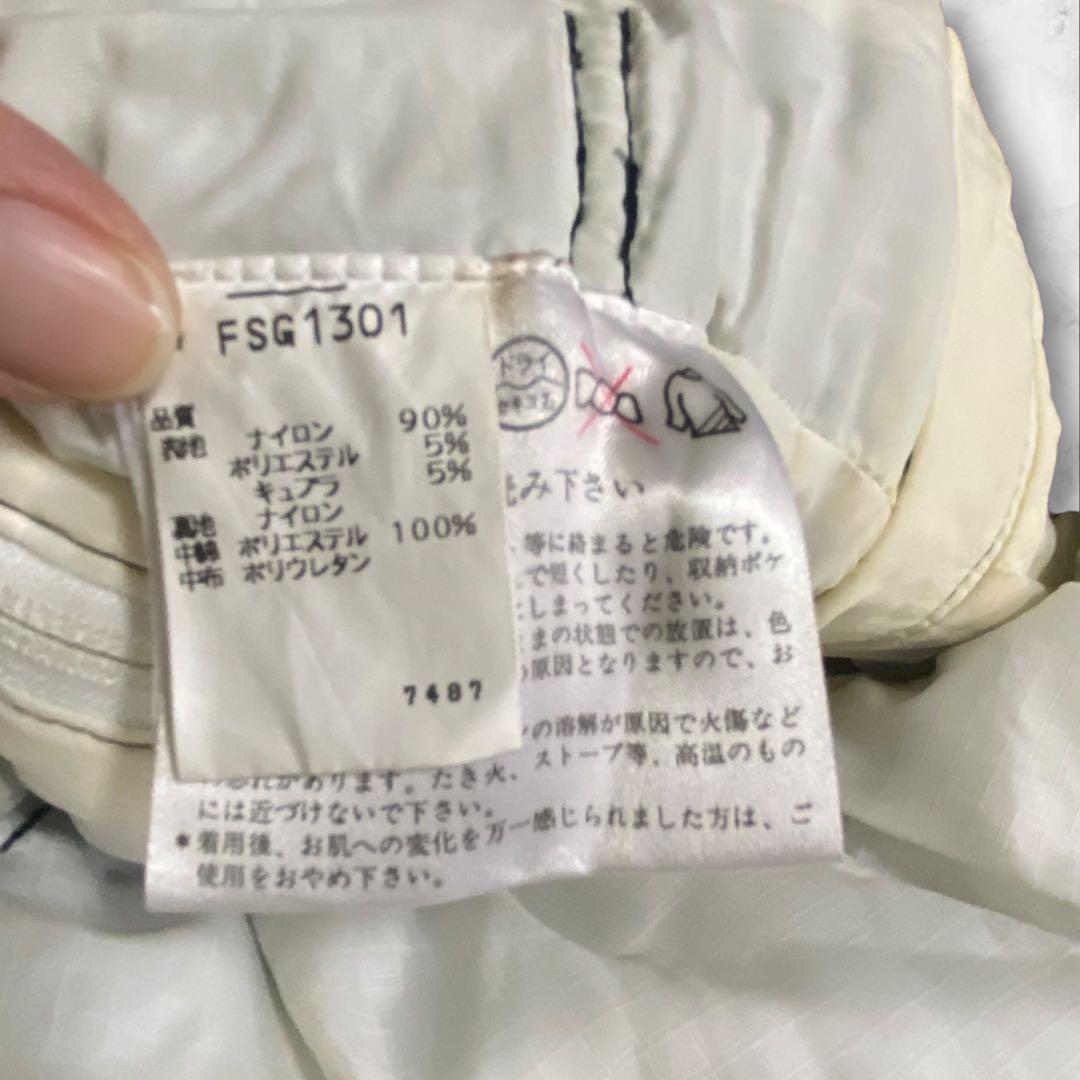 FSG1301
品質
表地 ナイロン 90%
ポリエステル 5%
キュプラ 5%
裏地 ナイロン
中綿 ポリエステル 100%
中布 ポリウレタン
7487
ドライ
み下さい
等に絡まると危険です。
で短くしたり、収納ポケ
しまってください。
まの状態での放置は、色
原因となりますので、お
の溶解が原因で火傷など
があります。たき火、ストーブ等、高温のもの
には近づけないで下さい。
*着用後、お肌への変化を万一感じられました方は、ご
使用をおやめ下さい。